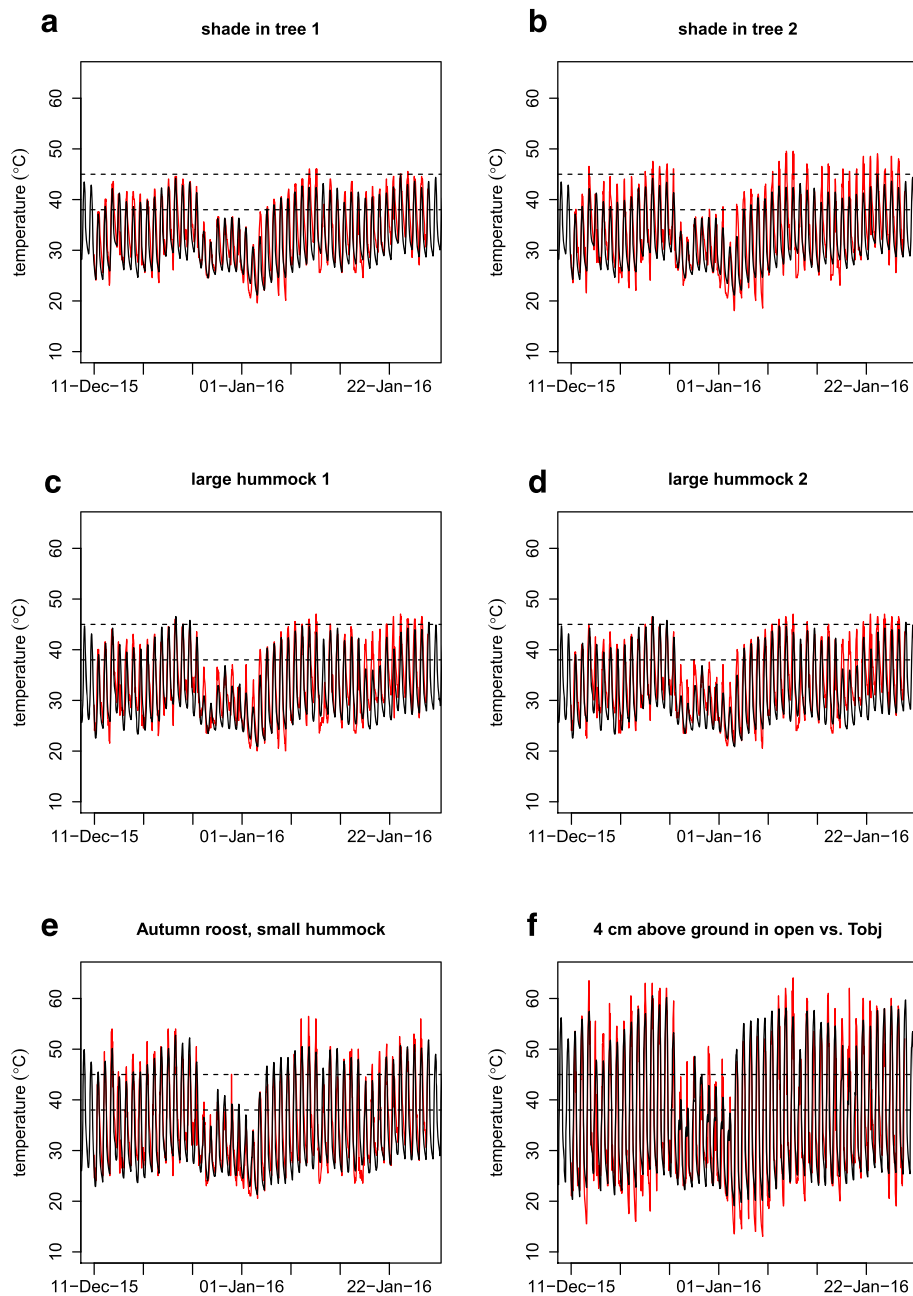 a
shade in tree 1
temperature (°C)
60
50
40
30
20
10
11−Dec−15
01−Jan−16
22−Jan−16
b
shade in tree 2
temperature (°C)
60
50
40
30
20
10
11−Dec−15
01−Jan−16
22−Jan−16
c
large hummock 1
temperature (°C)
60
50
40
30
20
10
11−Dec−15
01−Jan−16
22−Jan−16
d
large hummock 2
temperature (°C)
60
50
40
30
20
10
11−Dec−15
01−Jan−16
22−Jan−16
e
Autumn roost, small hummock
temperature (°C)
60
50
40
30
20
10
11−Dec−15
01−Jan−16
22−Jan−16
f
4 cm above ground in open vs. Tobj
temperature (°C)
60
50
40
30
20
10
11−Dec−15
01−Jan−16
22−Jan−16